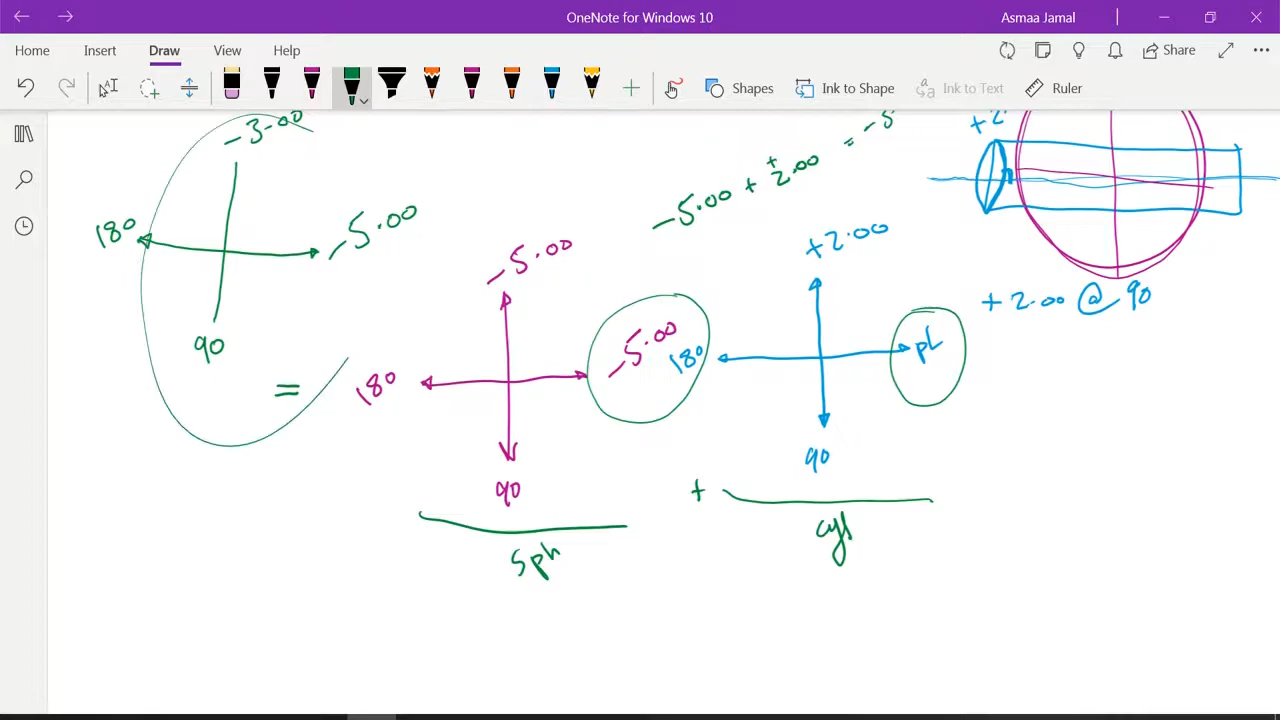 OneNote for Windows 10
Asmaa Jamal
Home Insert Draw View Help
Share
Shapes Ink to Shape Ink to Text Ruler
-3.00
180
-5.00
90
=
-5.00 + +2.00 = -5
-5.00
180
-5.00
90
Sph
+2.00
180
pl
90
+
cyl
+2.
+2.00 @ 90